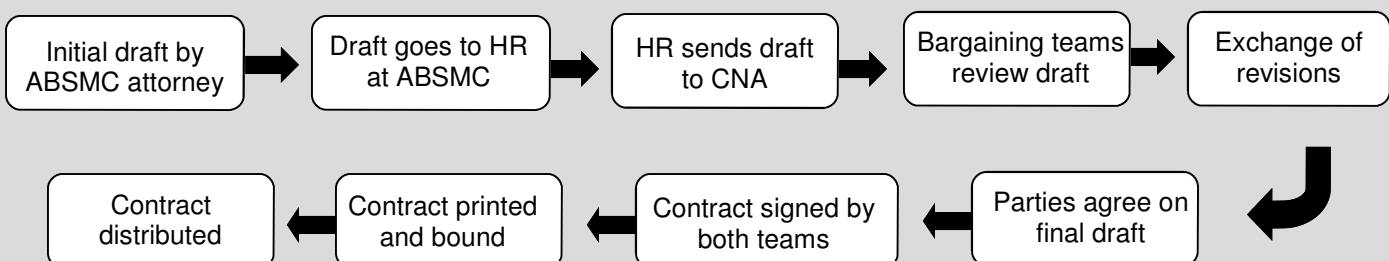 Initial draft by
ABSMC attorney
Draft goes to HR
at ABSMC
HR sends draft
to CNA
Bargaining teams
review draft
Exchange of
revisions
Parties agree on
final draft
Contract signed by
both teams
Contract printed
and bound
Contract
distributed